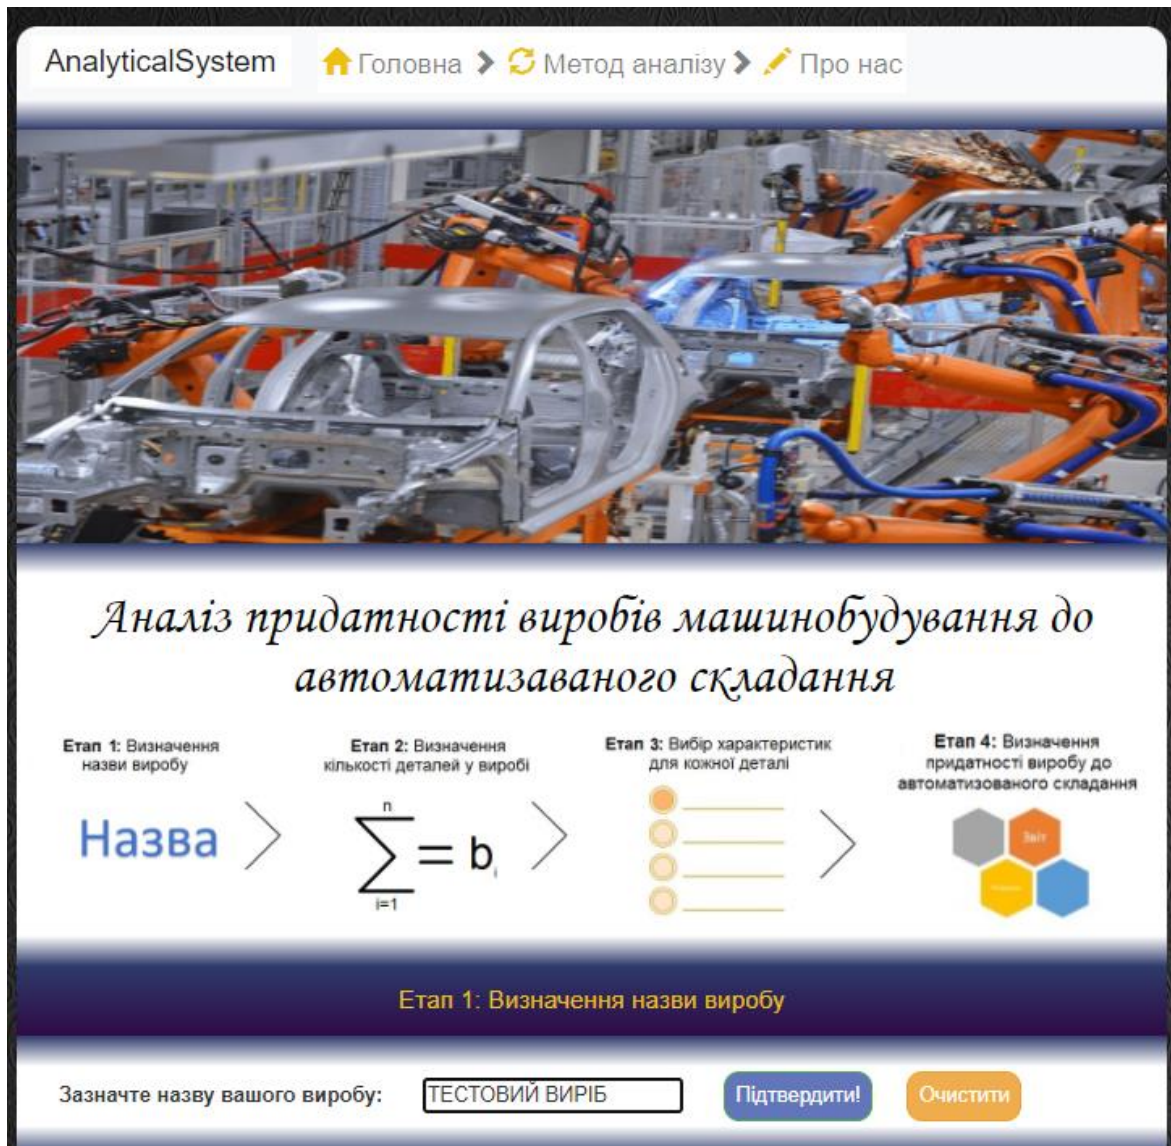 AnalyticalSystem Головна Метод аналізу Про нас
Аналіз придатності виробів машинобудування до
автоматизаваного складання
Етап 1: Визначення
назви виробу
Назва
Етап 2: Визначення
кількості деталей у виробі
n
∑ = b i
i=1
Етап 3: Вибір характеристик
для кожної деталі
Етап 4: Визначення
придатності виробу до
автоматизованого складання
Звіт
Етап 1: Визначення назви виробу
Зазначте назву вашого виробу: ТЕСТОВИЙ ВИРІБ Підтвердити! Очистити